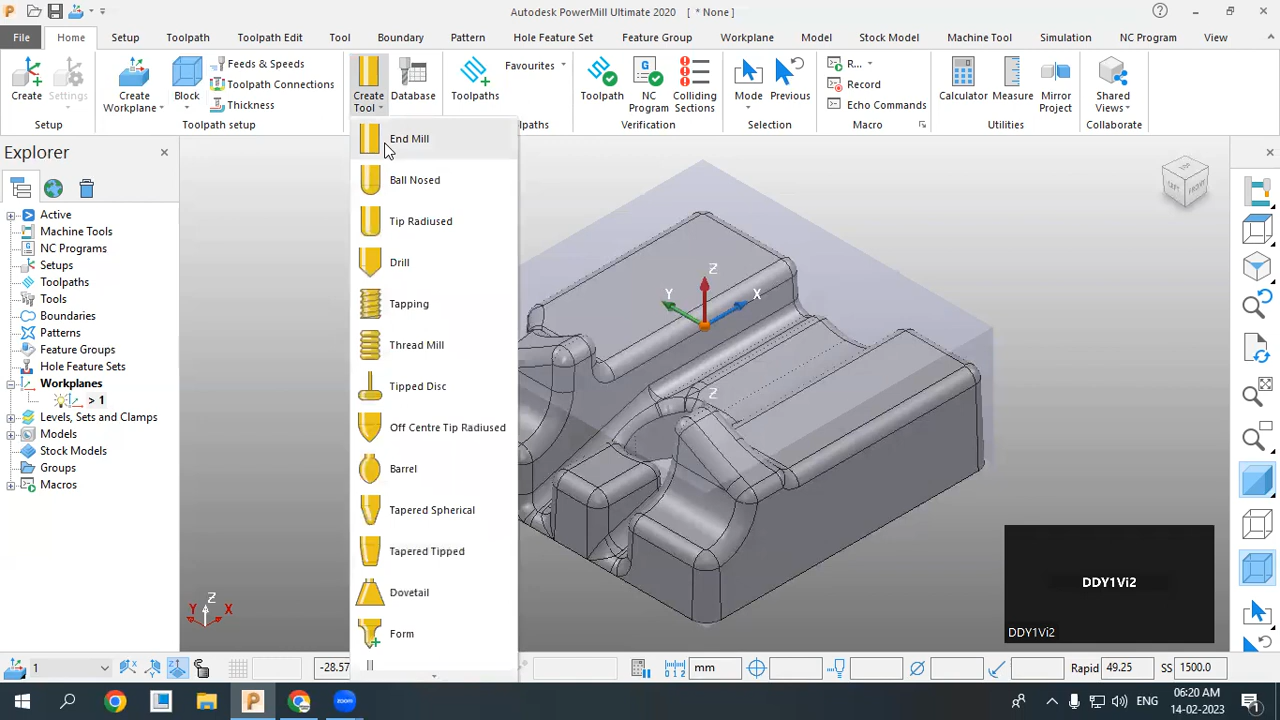 Autodesk PowerMill Ultimate 2020 [ * None ]
File Home Setup Toolpath Toolpath Edit Tool Boundary Pattern Hole Feature Set Feature Group Workplane Model Stock Model Machine Tool Simulation NC Program View
Create Settings
Setup
Create Workplane
Block
Feeds & Speeds
Toolpath Connections
Thickness
Toolpath setup
Create Tool
Database
Toolpaths
Favourites
lpaths
Toolpath
NC Program
Colliding Sections
Verification
Mode
Previous
Selection
R...
Record
Echo Commands
Macro
Calculator
Measure
Mirror Project
Utilities
Shared Views
Collaborate
Explorer
Active
Machine Tools
NC Programs
Setups
Toolpaths
Tools
Boundaries
Patterns
Feature Groups
Hole Feature Sets
Workplanes
> 1
Levels, Sets and Clamps
Models
Stock Models
Groups
Macros
End Mill
Ball Nosed
Tip Radiused
Drill
Tapping
Thread Mill
Tipped Disc
Off Centre Tip Radiused
Barrel
Tapered Spherical
Tapered Tipped
Dovetail
Form
Z
Y
X
Z
TOP
LEFT
FRONT
Z
Y
X
DDY1Vi2
DDY1Vi2
1
-28.57
mm
Rapid 49.25
SS 1500.0
zoom
ENG
06:20 AM
14-02-2023
1